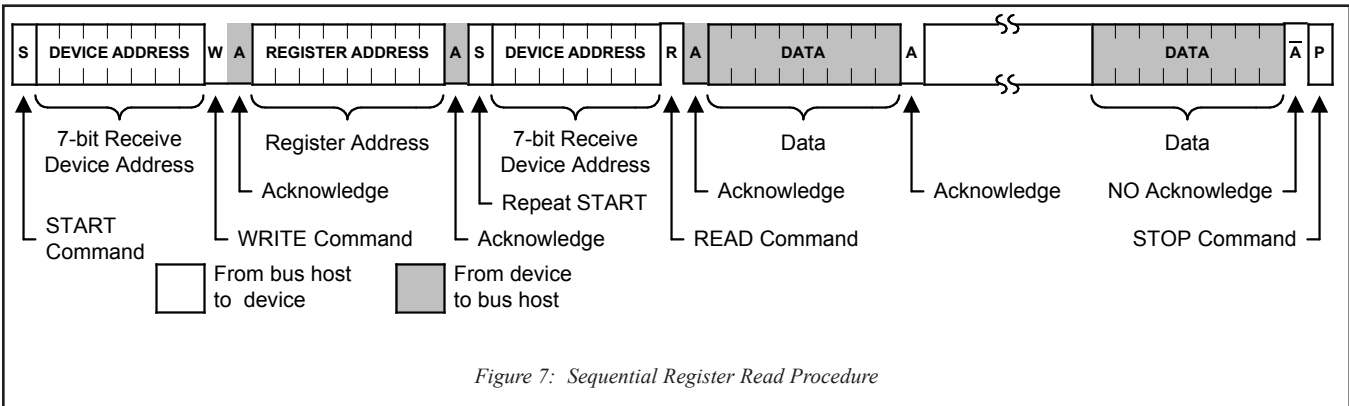 S DEVICE ADDRESS W A REGISTER ADDRESS A S DEVICE ADDRESS R A DATA A DATA A̅ P
7-bit Receive
Device Address
Register Address
7-bit Receive
Device Address
Data
Data
Acknowledge
Repeat START
Acknowledge
Acknowledge
NO Acknowledge
START
Command
WRITE Command
Acknowledge
READ Command
STOP Command
From bus host
to device
From device
to bus host
Figure 7: Sequential Register Read Procedure